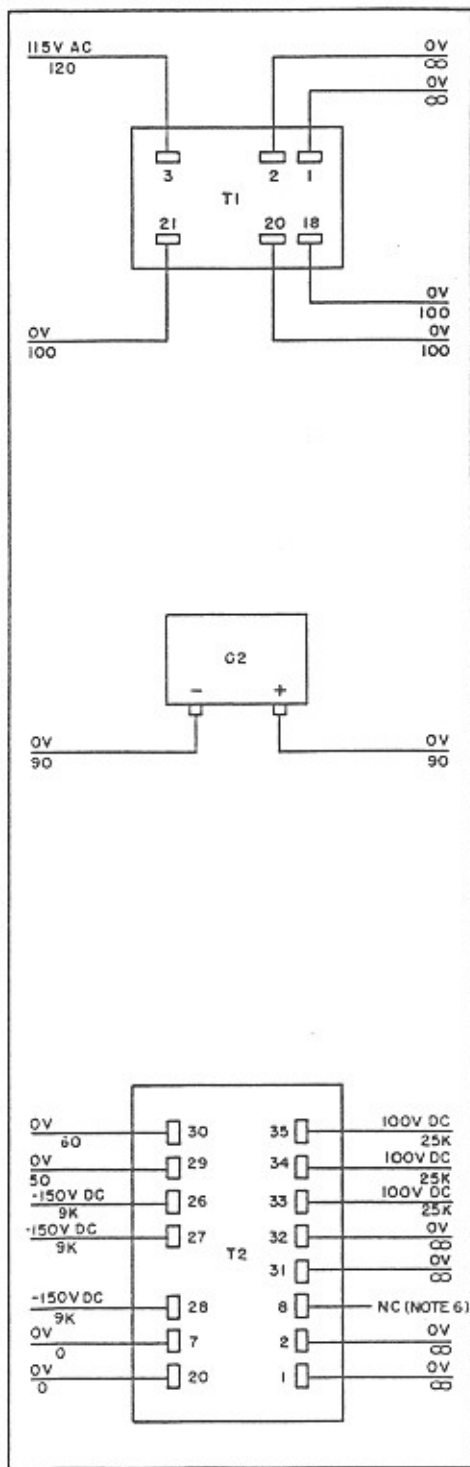 115V AC
120
0V
∞
0V
∞
3
2
1
T1
21
20
18
0V
100
0V
100
0V
100
C2
-
+
0V
90
0V
90
0V
60
30
35
100V DC
25K
0V
50
29
34
100V DC
25K
-150V DC
9K
26
33
100V DC
25K
-150V DC
9K
27
32
0V
∞
T2
31
0V
∞
-150V DC
9K
28
8
NC (NOTE 6)
0V
0
7
2
0V
∞
0V
0
20
1
0V
∞